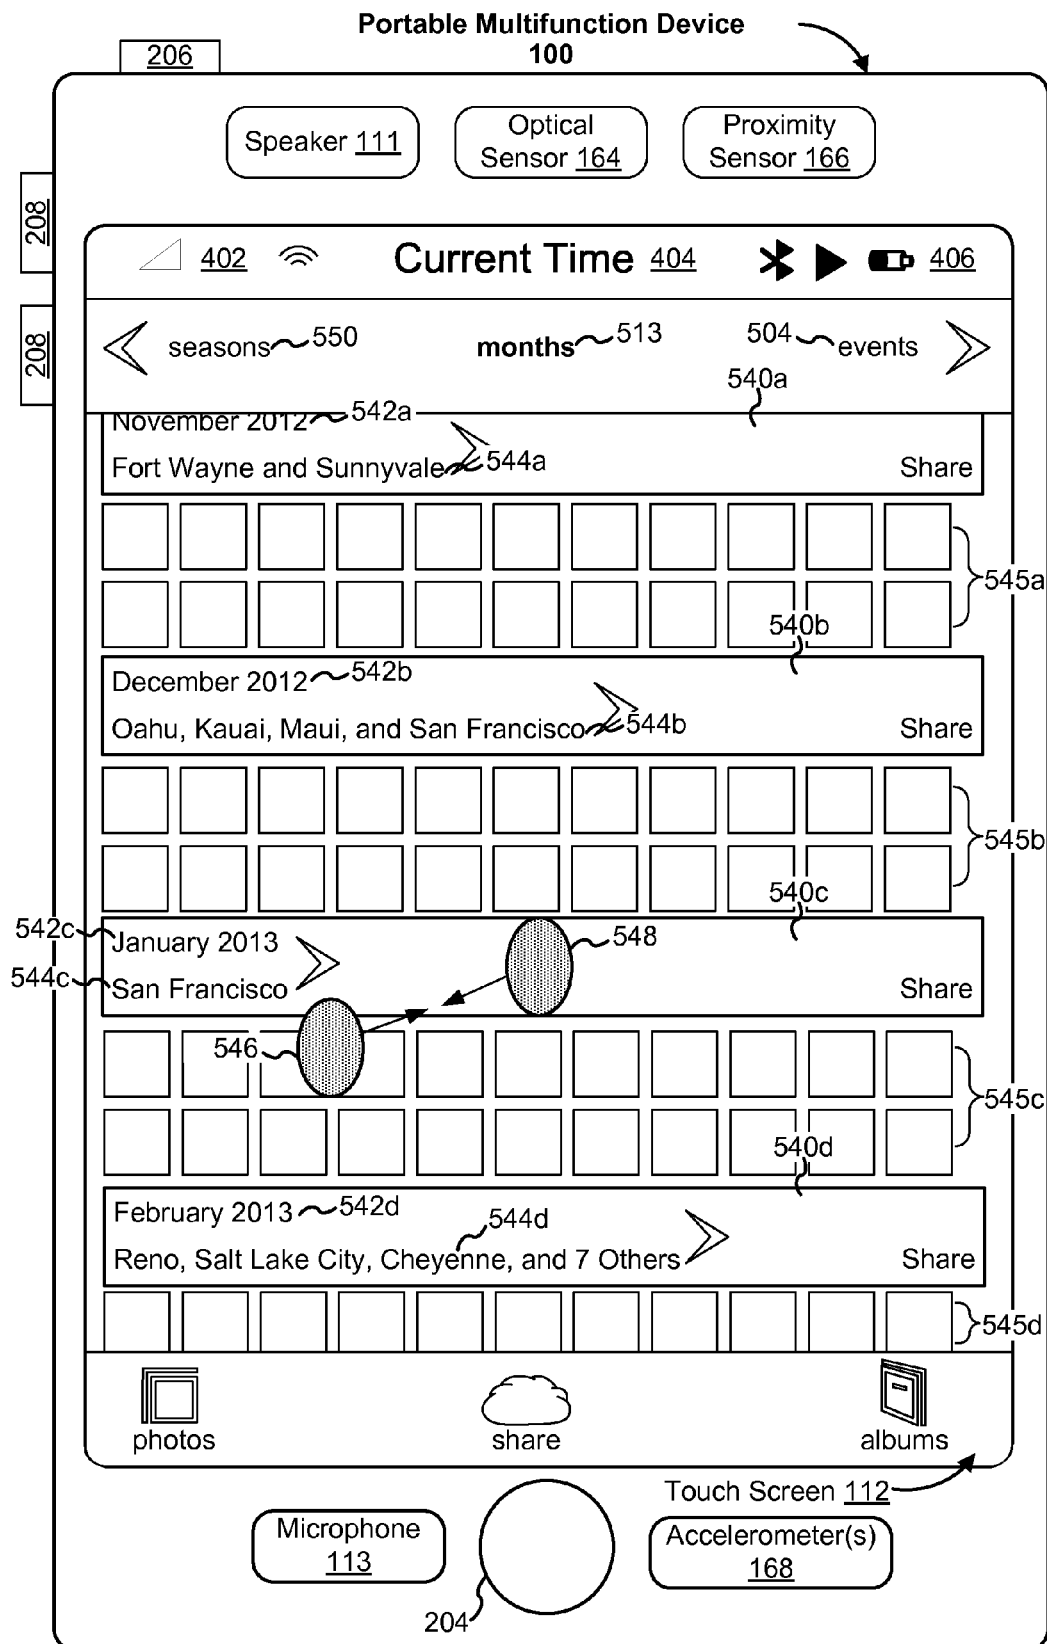 Portable Multifunction Device
100
206
Speaker 111
Optical
Sensor 164
Proximity
Sensor 166
208
208
402
Current Time 404
406
seasons 550
months 513
504 events
540a
November 2012 542a
Fort Wayne and Sunnyvale 544a
Share
545a
540b
December 2012 542b
Oahu, Kauai, Maui, and San Francisco 544b
Share
545b
540c
542c January 2013
548
544c San Francisco
Share
546
545c
540d
February 2013 542d
544d
Reno, Salt Lake City, Cheyenne, and 7 Others
Share
545d
photos
share
albums
Touch Screen 112
Microphone
113
Accelerometer(s)
168
204